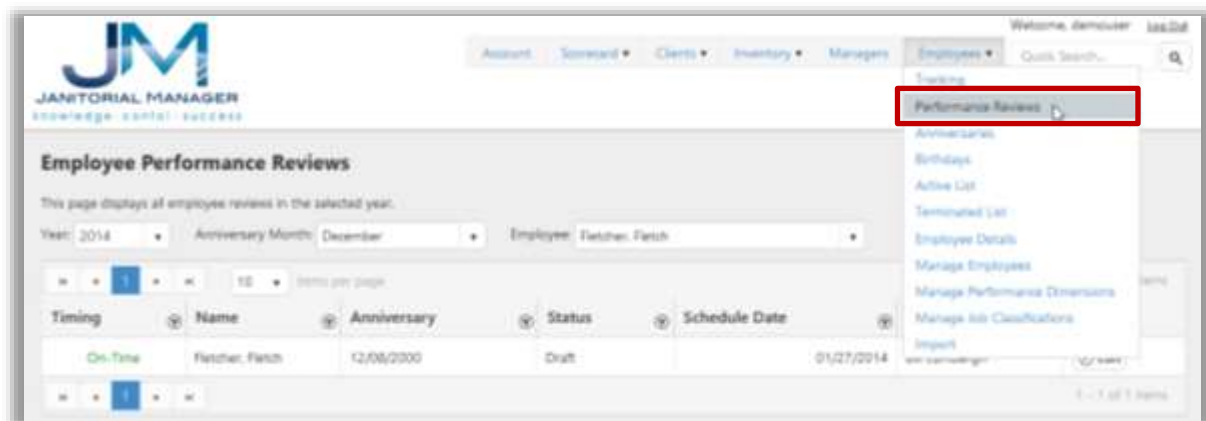 Welcome, demouser Log Out
JM
Account Scorecard Clients Inventory Managers Employees Quick Search...
JANITORIAL MANAGER
knowledge control success
Tracking
Performance Reviews
Anniversaries
Birthdays
Active List
Terminated List
Employee Details
Manage Employees
Manage Performance Dimensions
Manage Job Classifications
Import
Employee Performance Reviews
This page displays all employee reviews in the selected year.
Year: 2014 Anniversary Month: December Employee: Fletcher, Fletch
1 10 items per page items
Timing Name Anniversary Status Schedule Date
On-Time Fletcher, Fletch 12/08/2000 Draft 01/27/2014
1 1 - 1 of 1 items